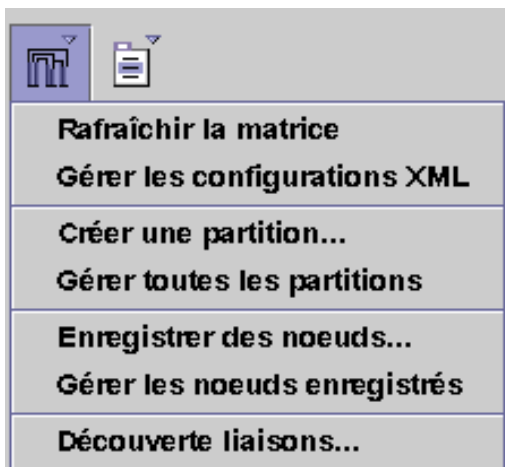 Rafraîchir la matrice
Gérer les configurations XML
Créer une partition...
Gérer toutes les partitions
Enregistrer des noeuds...
Gérer les noeuds enregistrés
Découverte liaisons...